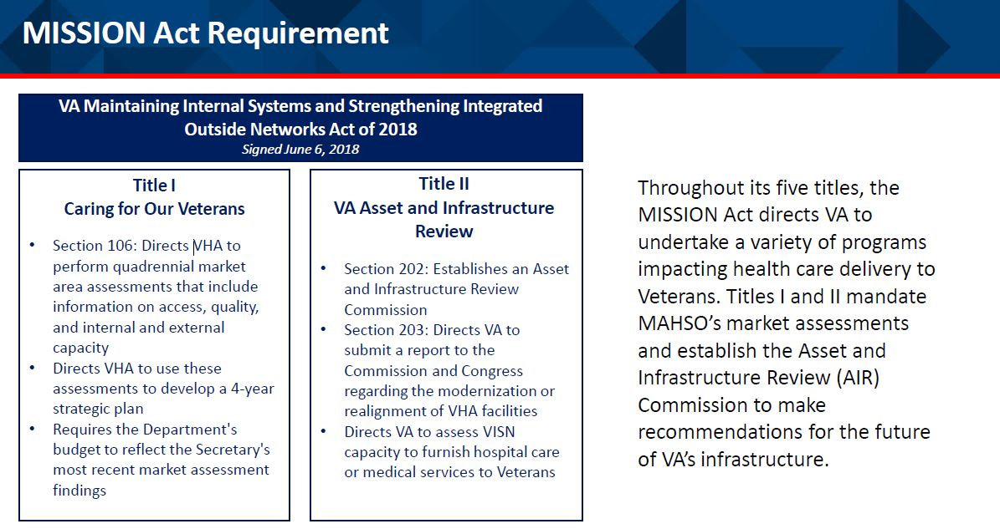 MISSION Act Requirement
VA Maintaining Internal Systems and Strengthening Integrated
Outside Networks Act of 2018
Signed June 6, 2018
Title I
Caring for Our Veterans
• Section 106: Directs VHA to
perform quadrennial market
area assessments that include
information on access, quality,
and internal and external
capacity
• Directs VHA to use these
assessments to develop a 4-year
strategic plan
• Requires the Department's
budget to reflect the Secretary's
most recent market assessment
findings
Title II
VA Asset and Infrastructure
Review
• Section 202: Establishes an Asset
and Infrastructure Review
Commission
• Section 203: Directs VA to
submit a report to the
Commission and Congress
regarding the modernization or
realignment of VHA facilities
• Directs VA to assess VISN
capacity to furnish hospital care
or medical services to Veterans
Throughout its five titles, the
MISSION Act directs VA to
undertake a variety of programs
impacting health care delivery to
Veterans. Titles I and II mandate
MAHSO’s market assessments
and establish the Asset and
Infrastructure Review (AIR)
Commission to make
recommendations for the future
of VA’s infrastructure.